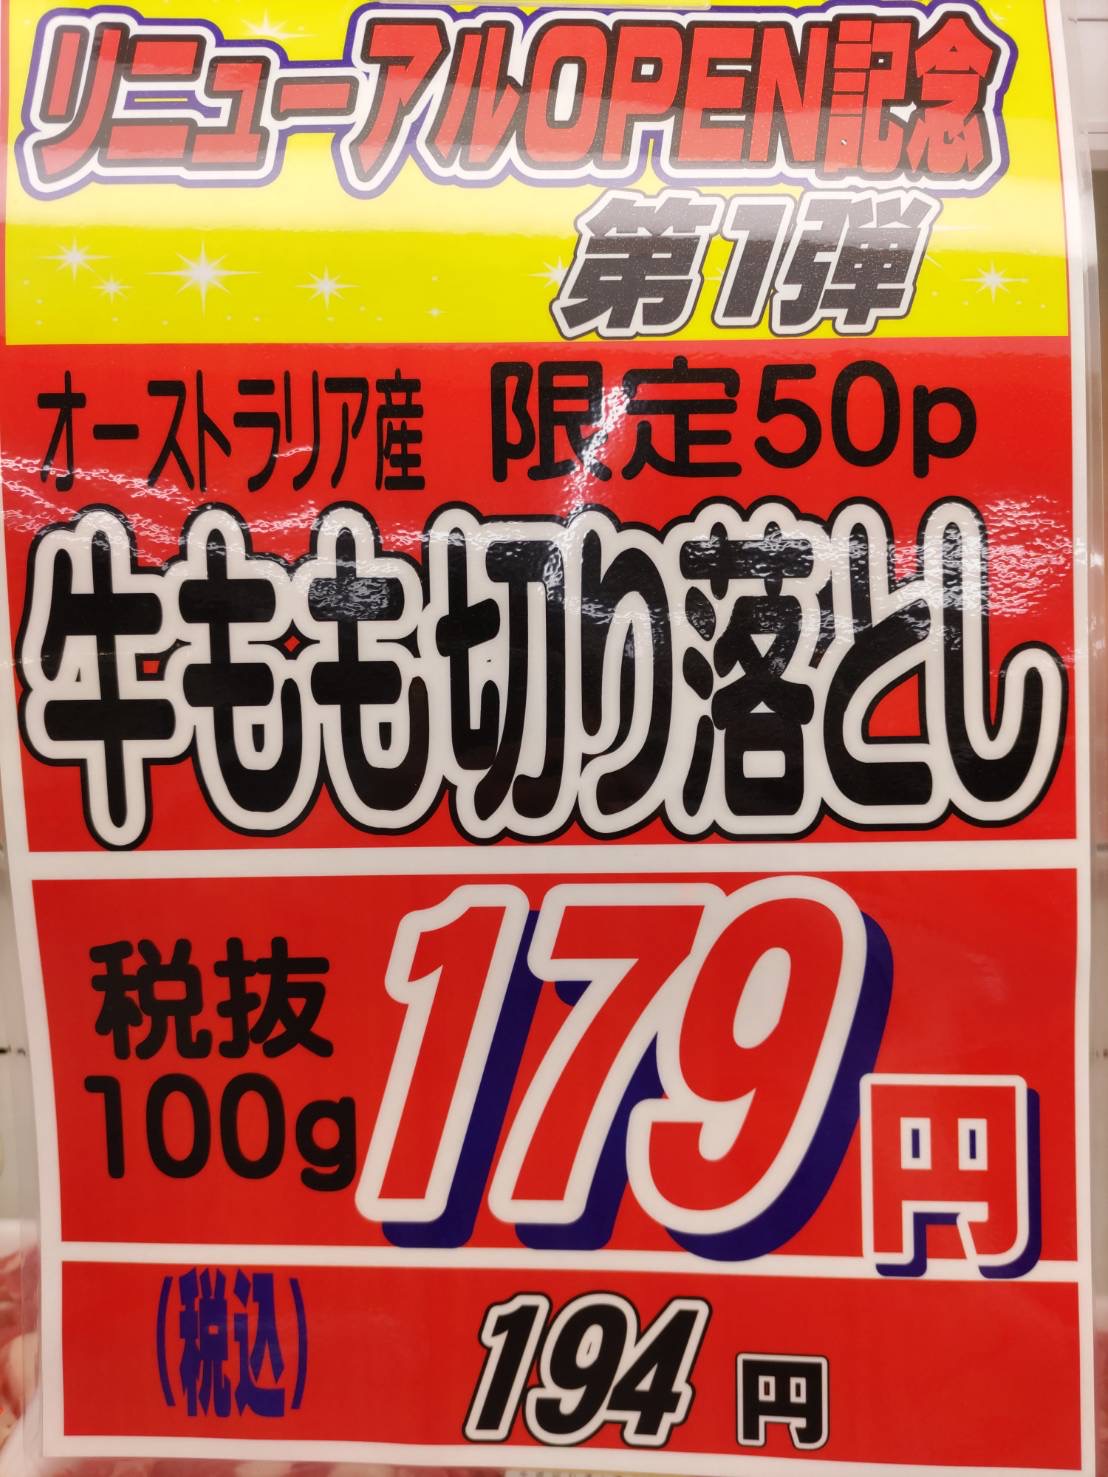 リニューアルOPEN記念
第1弾
オーストラリア産 限定50p
牛もも切り落とし
税抜
100g 179円
(税込) 194円